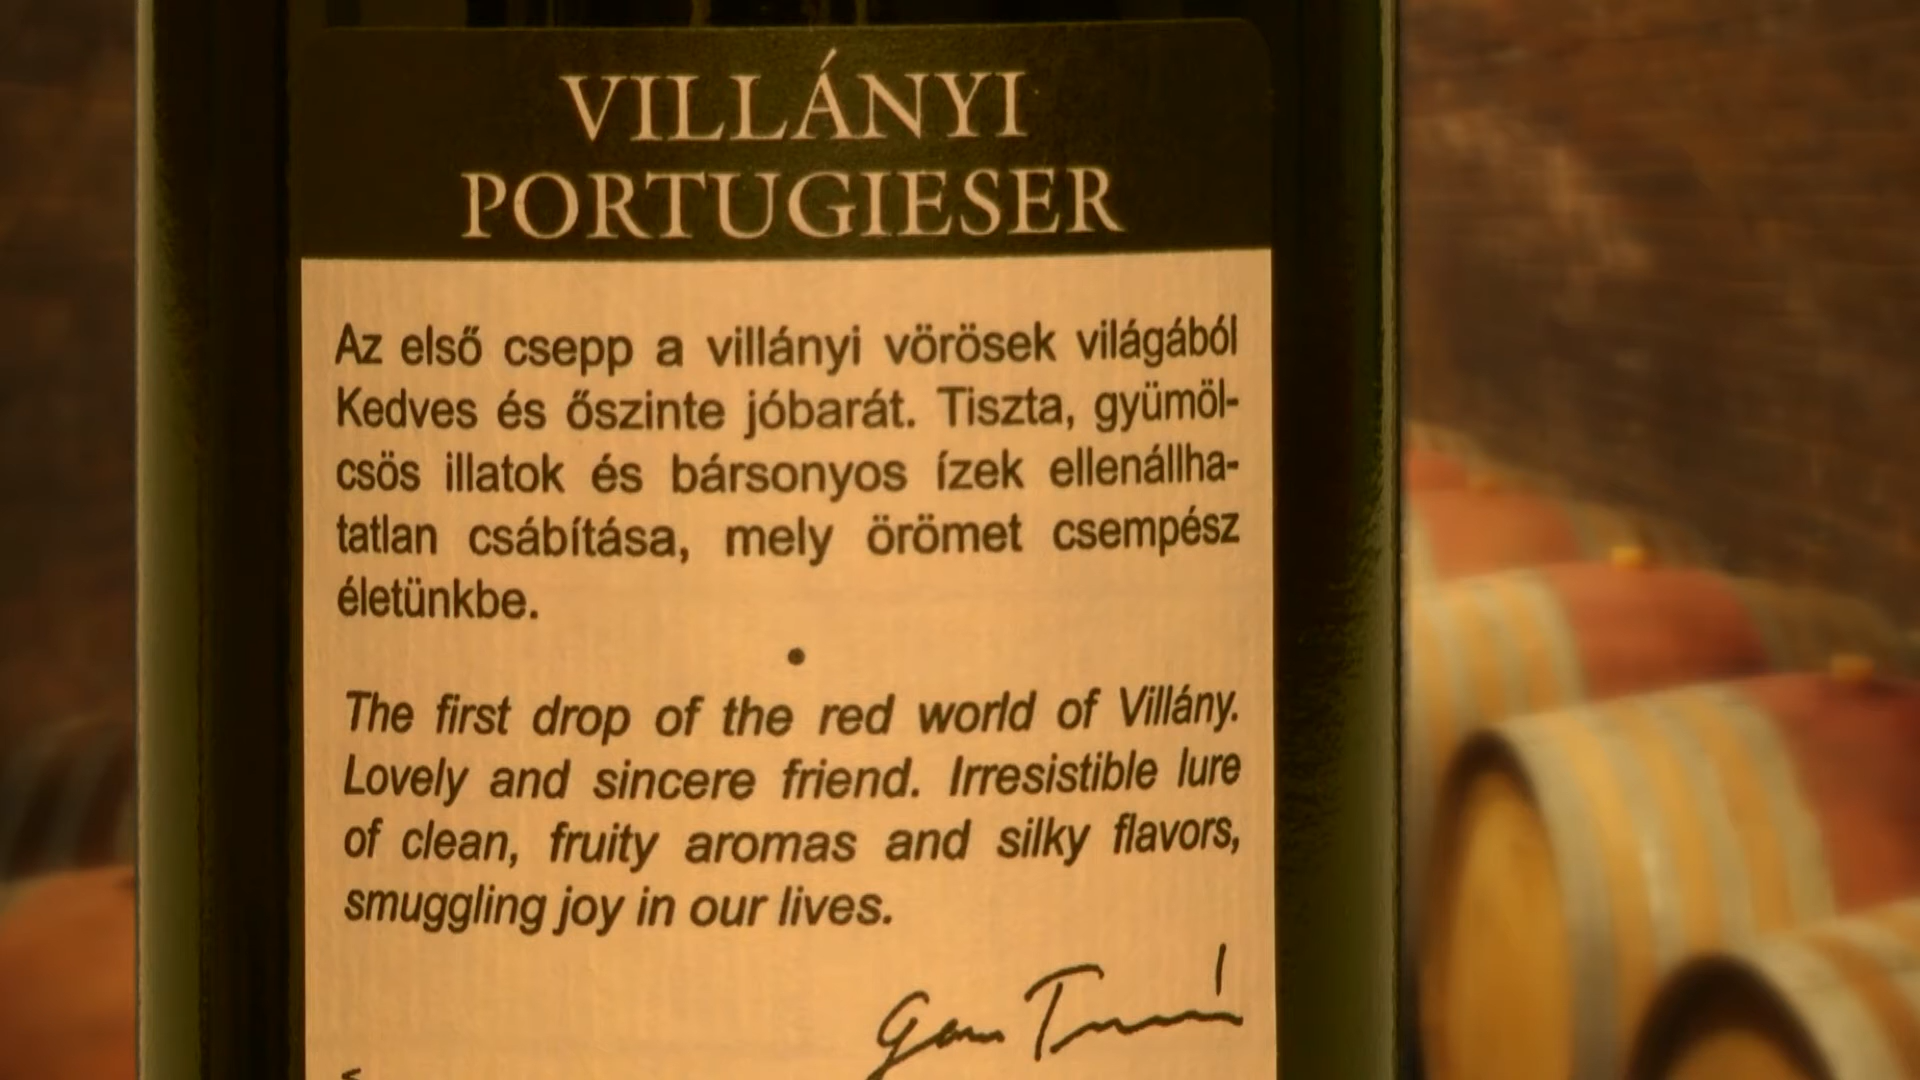 VILLÁNYI
PORTUGIESER
Az első csepp a villányi vörösek világából
Kedves és őszinte jóbarát. Tiszta, gyümöl-
csös illatok és bársonyos ízek ellenállha-
tatlan csábítása, mely örömet csempész
életünkbe.
•
The first drop of the red world of Villány.
Lovely and sincere friend. Irresistible lure
of clean, fruity aromas and silky flavors,
smuggling joy in our lives.